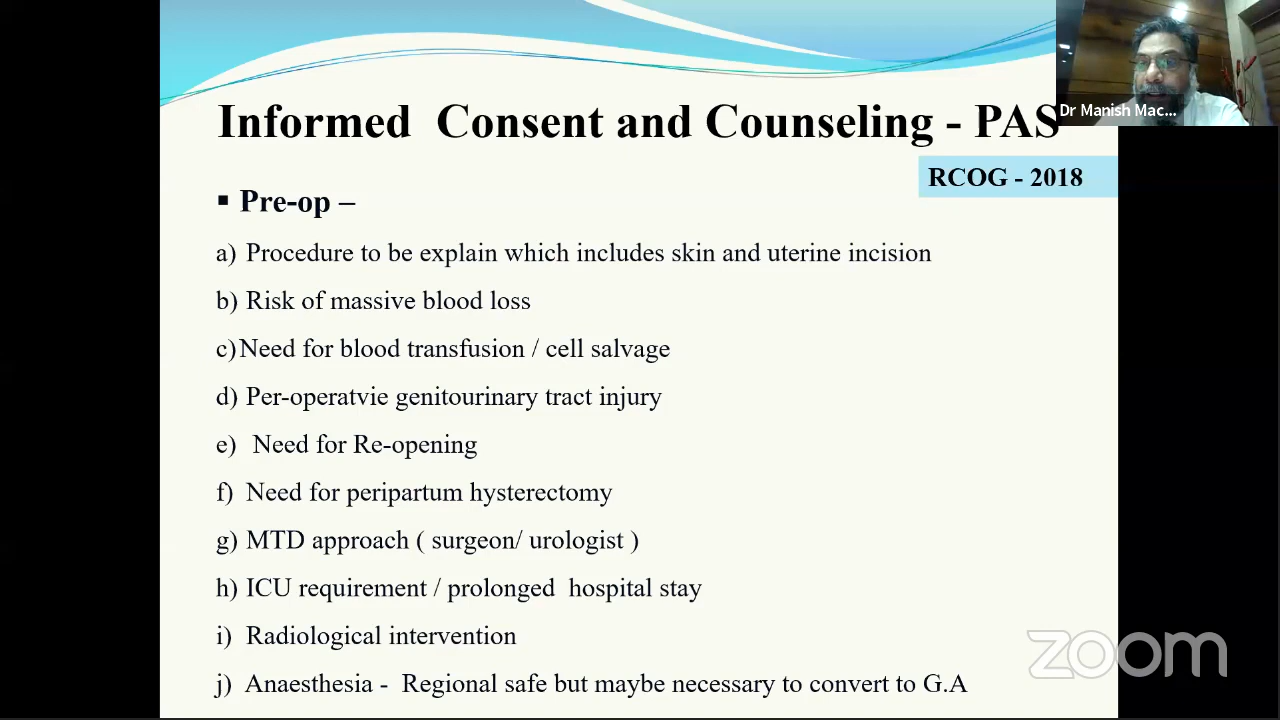 Informed Consent and Counseling - PAS
Dr Manish Mac...
RCOG - 2018
▪ Pre-op –
a) Procedure to be explain which includes skin and uterine incision
b) Risk of massive blood loss
c) Need for blood transfusion / cell salvage
d) Per-operatvie genitourinary tract injury
e) Need for Re-opening
f) Need for peripartum hysterectomy
g) MTD approach ( surgeon/ urologist )
h) ICU requirement / prolonged hospital stay
i) Radiological intervention
j) Anaesthesia - Regional safe but maybe necessary to convert to G.A
zoom